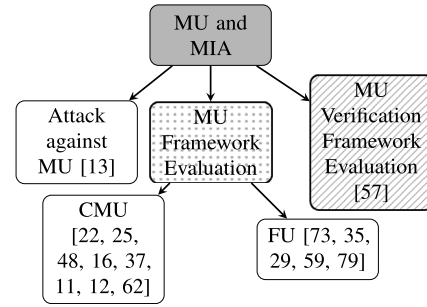 MU and
MIA
Attack
against
MU [13]
MU
Framework
Evaluation
MU
Verification
Framework
Evaluation
[57]
CMU
[22, 25,
48, 16, 37,
11, 12, 62]
FU [73, 35,
29, 59, 79]